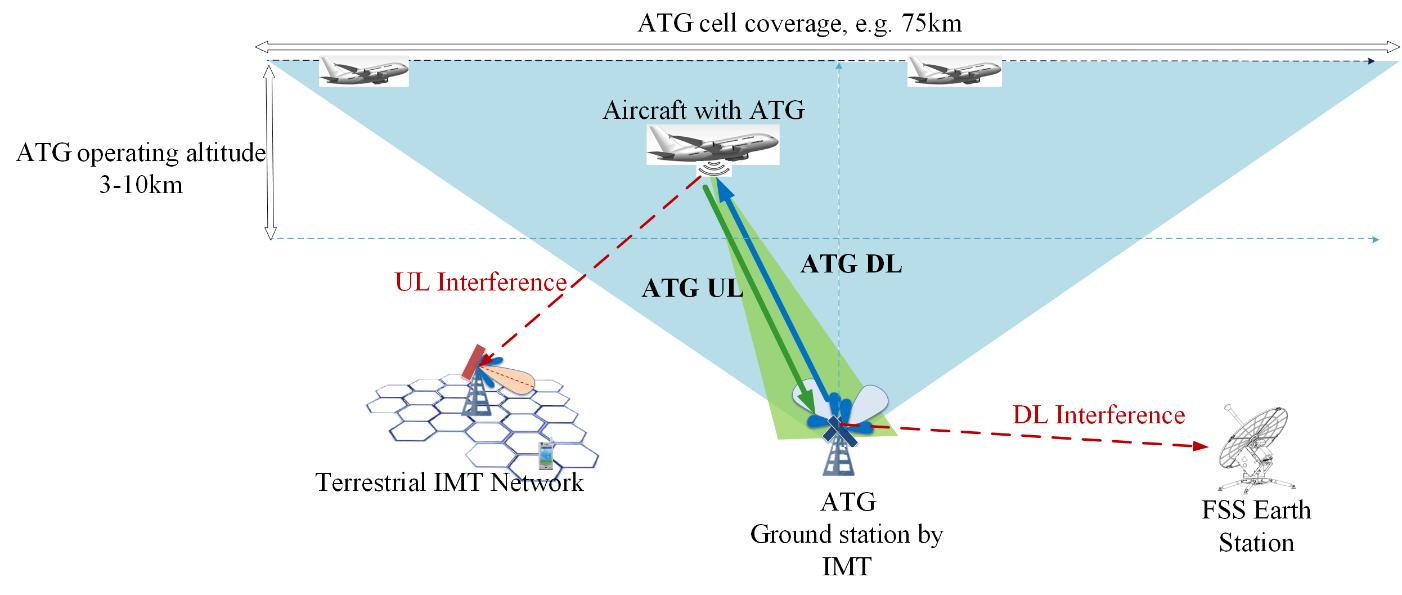 ATG cell coverage, e.g. 75km
Aircraft with ATG
ATG operating altitude
3-10km
ATG DL
UL Interference
ATG UL
DL Interference
Terrestrial IMT Network
ATG
Ground station by
IMT
FSS Earth
Station